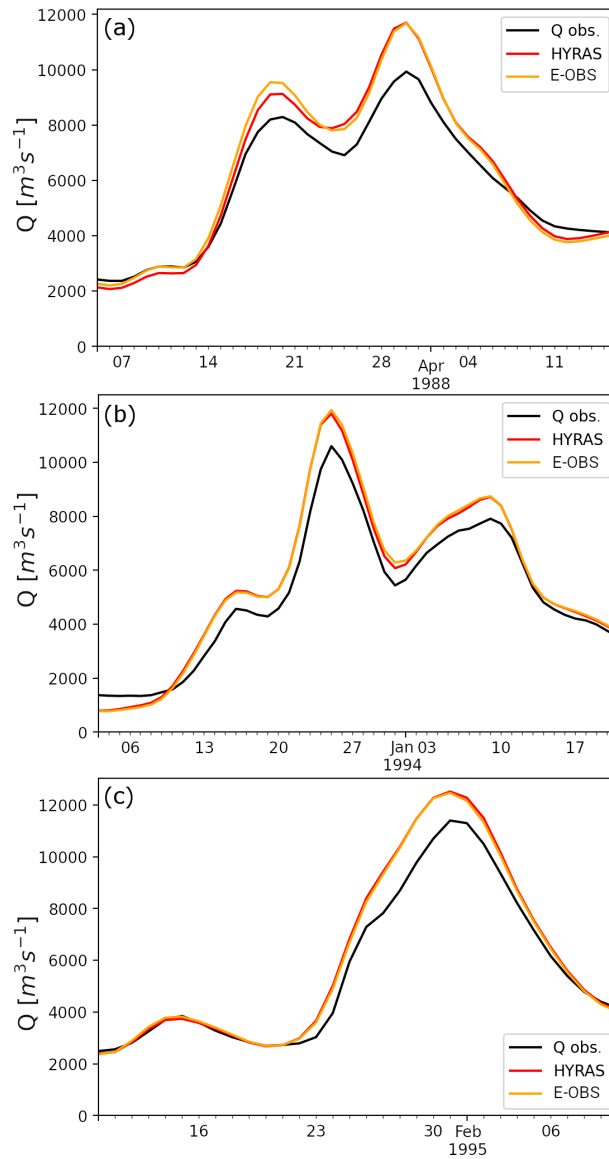 (a)
Q obs.
HYRAS
E-OBS
12000
10000
8000
6000
4000
2000
0
Q [m³s⁻¹]
07 14 21 28 Apr 04 11
1988
(b)
Q obs.
HYRAS
E-OBS
12000
10000
8000
6000
4000
2000
0
Q [m³s⁻¹]
06 13 20 27 Jan 03 10 17
1994
(c)
12000
10000
8000
6000
4000
2000
0
Q [m³s⁻¹]
Q obs.
HYRAS
E-OBS
16 23 30 Feb 06
1995